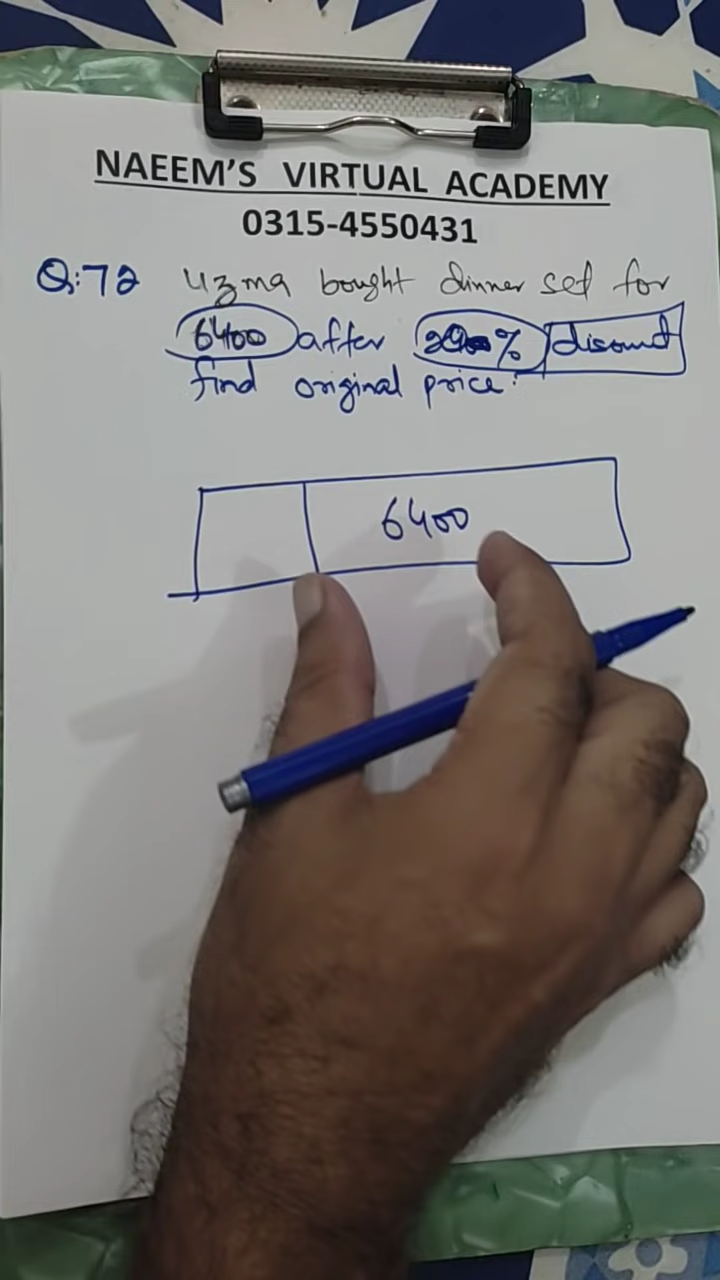 NAEEM'S VIRTUAL ACADEMY
0315-4550431
Q:72 Uzma bought dinner set for
6400 after % discount
find original price.
6400